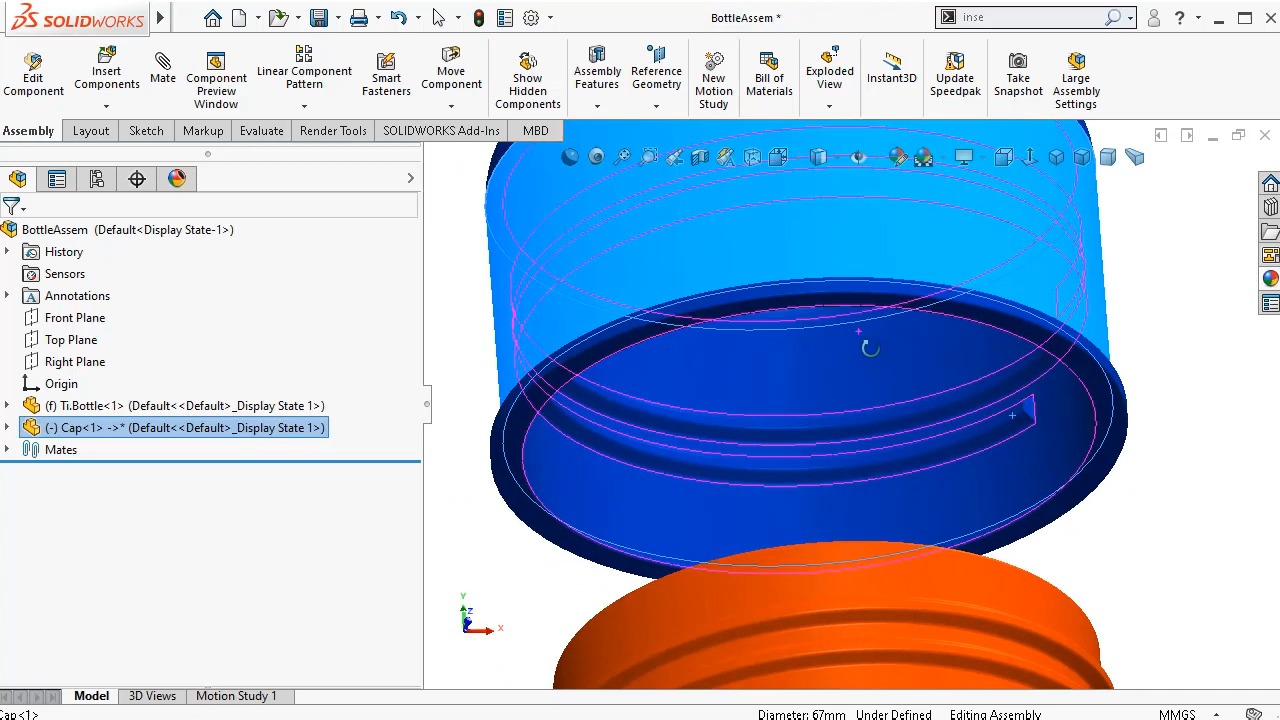 SOLIDWORKS
BottleAssem *
inse
Edit Component
Insert Components
Mate
Component Preview Window
Linear Component Pattern
Smart Fasteners
Move Component
Show Hidden Components
Assembly Features
Reference Geometry
New Motion Study
Bill of Materials
Exploded View
Instant3D
Update Speedpak
Take Snapshot
Large Assembly Settings
Assembly
Layout
Sketch
Markup
Evaluate
Render Tools
SOLIDWORKS Add-Ins
MBD
BottleAssem (Default<Display State-1>)
History
Sensors
Annotations
Front Plane
Top Plane
Right Plane
Origin
(f) Ti.Bottle<1> (Default<<Default>_Display State 1>)
(-) Cap<1> ->* (Default<<Default>_Display State 1>)
Mates
Y
Z
X
Model
3D Views
Motion Study 1
Cap<1>
Diameter: 67mm
Under Defined
Editing Assembly
MMGS